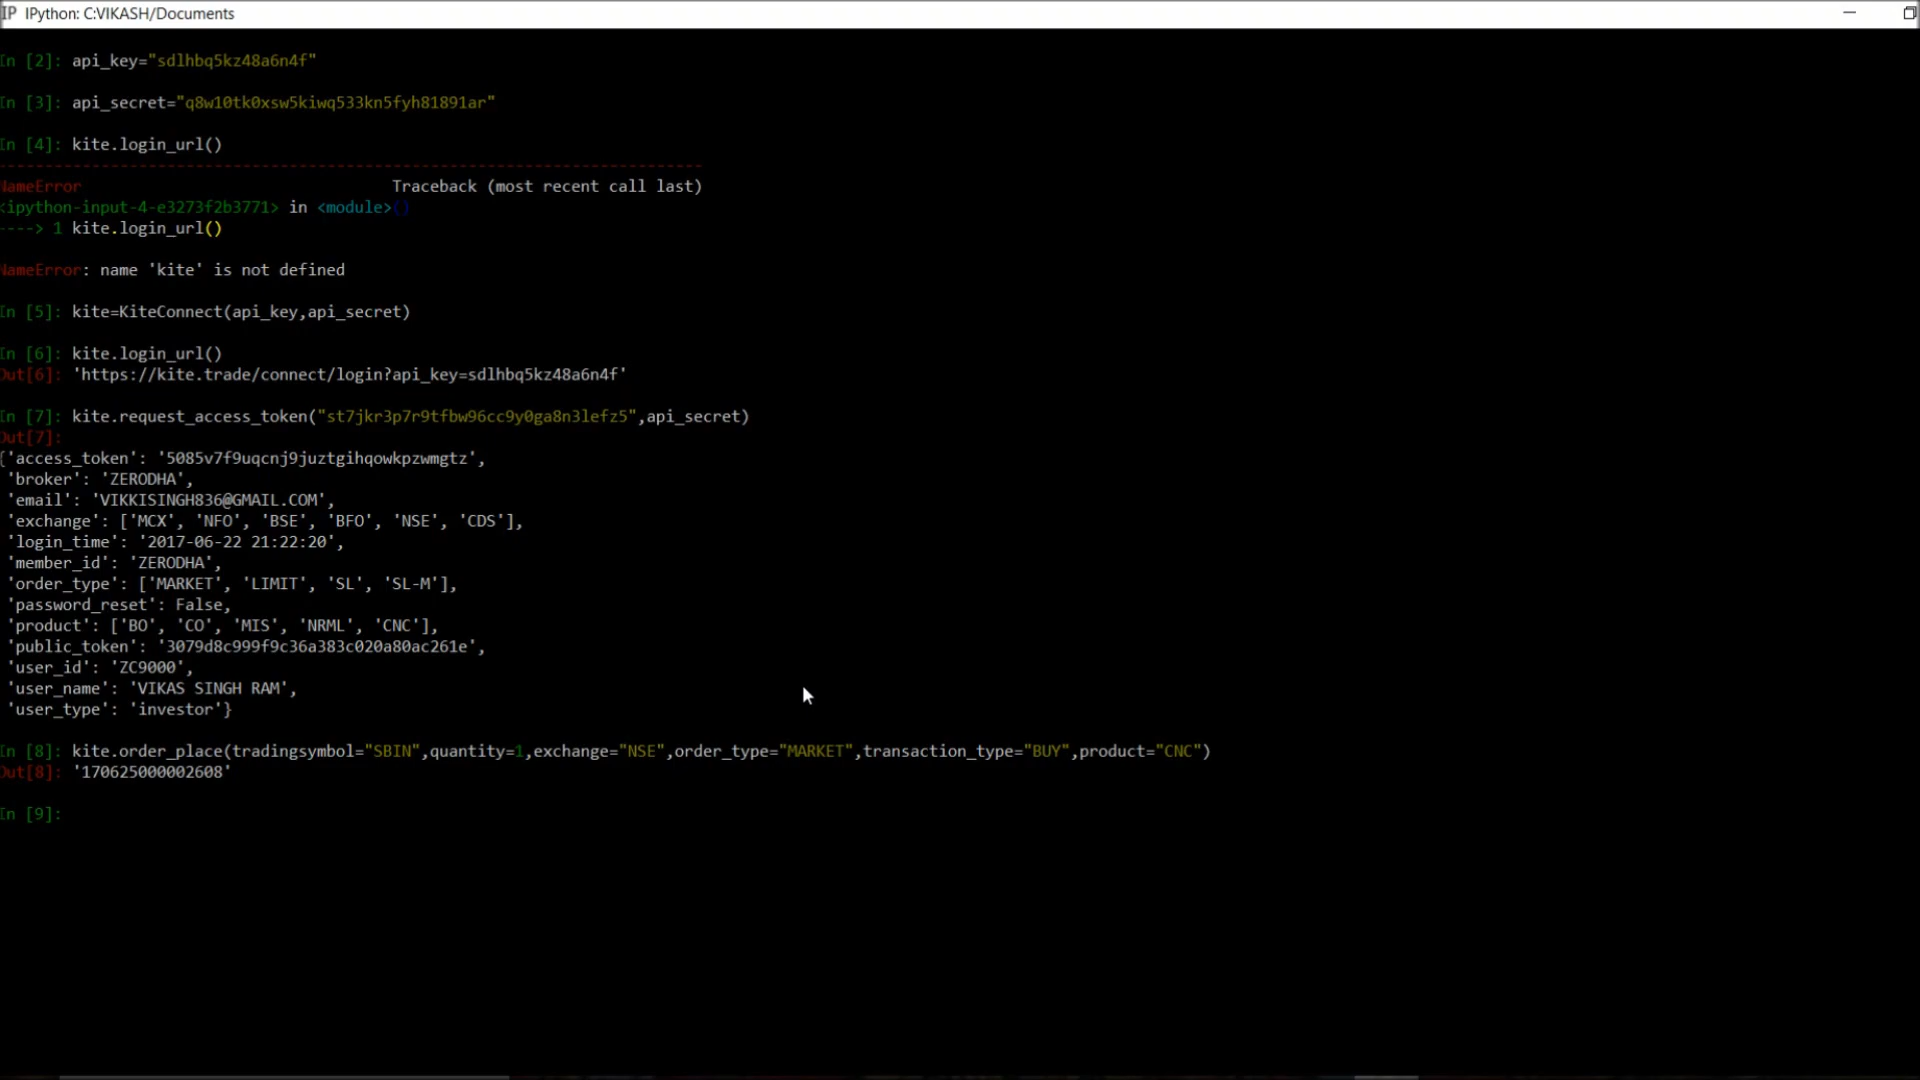 IP IPython: C:VIKASH/Documents
In [2]: api_key="sdlhbq5kz48a6n4f"
In [3]: api_secret="q8w10tk0xsw5kiwq533kn5fyh81891ar"
In [4]: kite.login_url()
---------------------------------------------------------------------------
NameError                                 Traceback (most recent call last)
<ipython-input-4-e3273f2b3771> in <module>()
----> 1 kite.login_url()
NameError: name 'kite' is not defined
In [5]: kite=KiteConnect(api_key,api_secret)
In [6]: kite.login_url()
Out[6]: 'https://kite.trade/connect/login?api_key=sdlhbq5kz48a6n4f'
In [7]: kite.request_access_token("st7jkr3p7r9tfbw96cc9y0ga8n3lefz5",api_secret)
Out[7]:
{'access_token': '5085v7f9uqcnj9juztgihqowkpzwmgtz',
'broker': 'ZERODHA',
'email': 'VIKKISINGH836@GMAIL.COM',
'exchange': ['MCX', 'NFO', 'BSE', 'BFO', 'NSE', 'CDS'],
'login_time': '2017-06-22 21:22:20',
'member_id': 'ZERODHA',
'order_type': ['MARKET', 'LIMIT', 'SL', 'SL-M'],
'password_reset': False,
'product': ['BO', 'CO', 'MIS', 'NRML', 'CNC'],
'public_token': '3079d8c999f9c36a383c020a80ac261e',
'user_id': 'ZC9000',
'user_name': 'VIKAS SINGH RAM',
'user_type': 'investor'}
In [8]: kite.order_place(tradingsymbol="SBIN",quantity=1,exchange="NSE",order_type="MARKET",transaction_type="BUY",product="CNC")
Out[8]: '170625000002608'
In [9]: